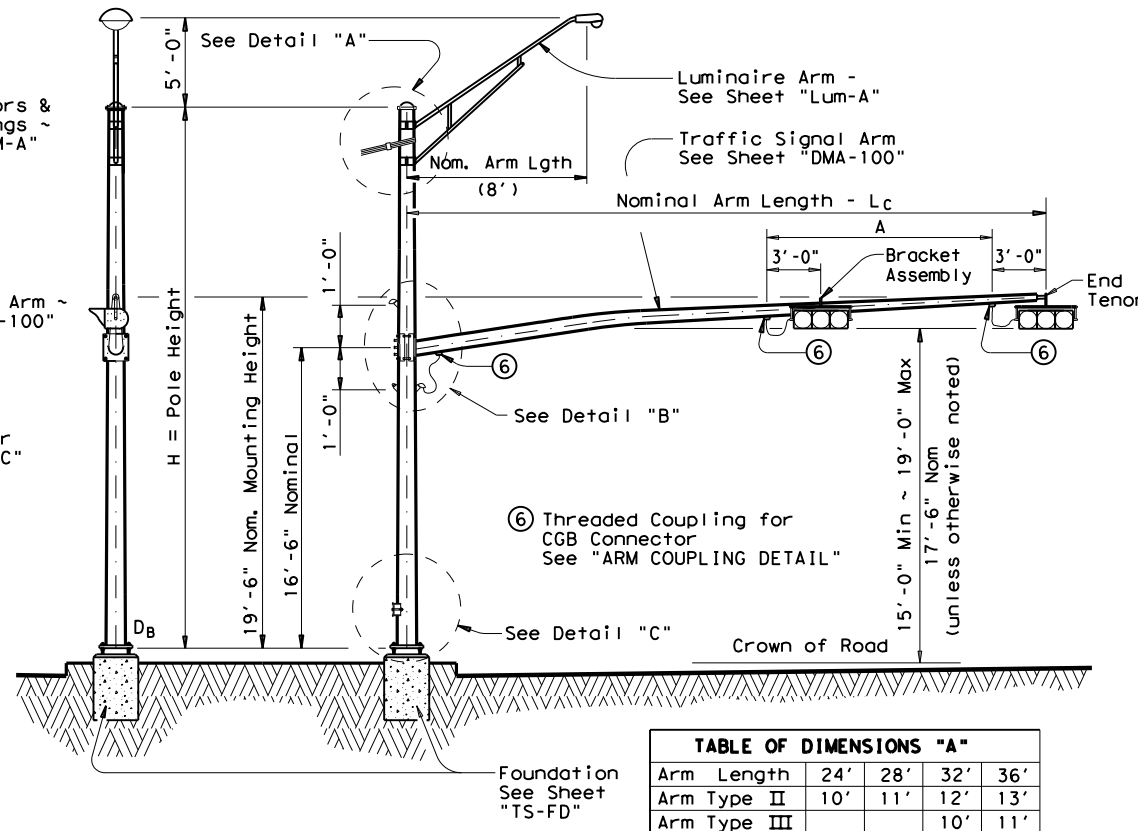 See Detail "A"
5'-0"
Luminaire Arm -
See Sheet "Lum-A"
ors &
ngs ~
M-A"
Traffic Signal Arm
See Sheet "DMA-100"
Nom. Arm Lgth
(8')
Nominal Arm Length - LC
A
3'-0"
Bracket
Assembly
3'-0"
End
Tenon
Arm ~
-100"
1'-0"
6
6
6
1'-0"
See Detail "B"
r
C"
H = Pole Height
19'-6" Nom. Mounting Height
16'-6" Nominal
15'-0" Min ~ 19'-0" Max
17'-6" Nom
(unless otherwise noted)
6 Threaded Coupling for
CGB Connector
See "ARM COUPLING DETAIL"
DB
See Detail "C"
Crown of Road
Foundation
See Sheet
"TS-FD"
TABLE OF DIMENSIONS "A"
Arm Length 24' 28' 32' 36'
Arm Type II 10' 11' 12' 13'
Arm Type III 10' 11'